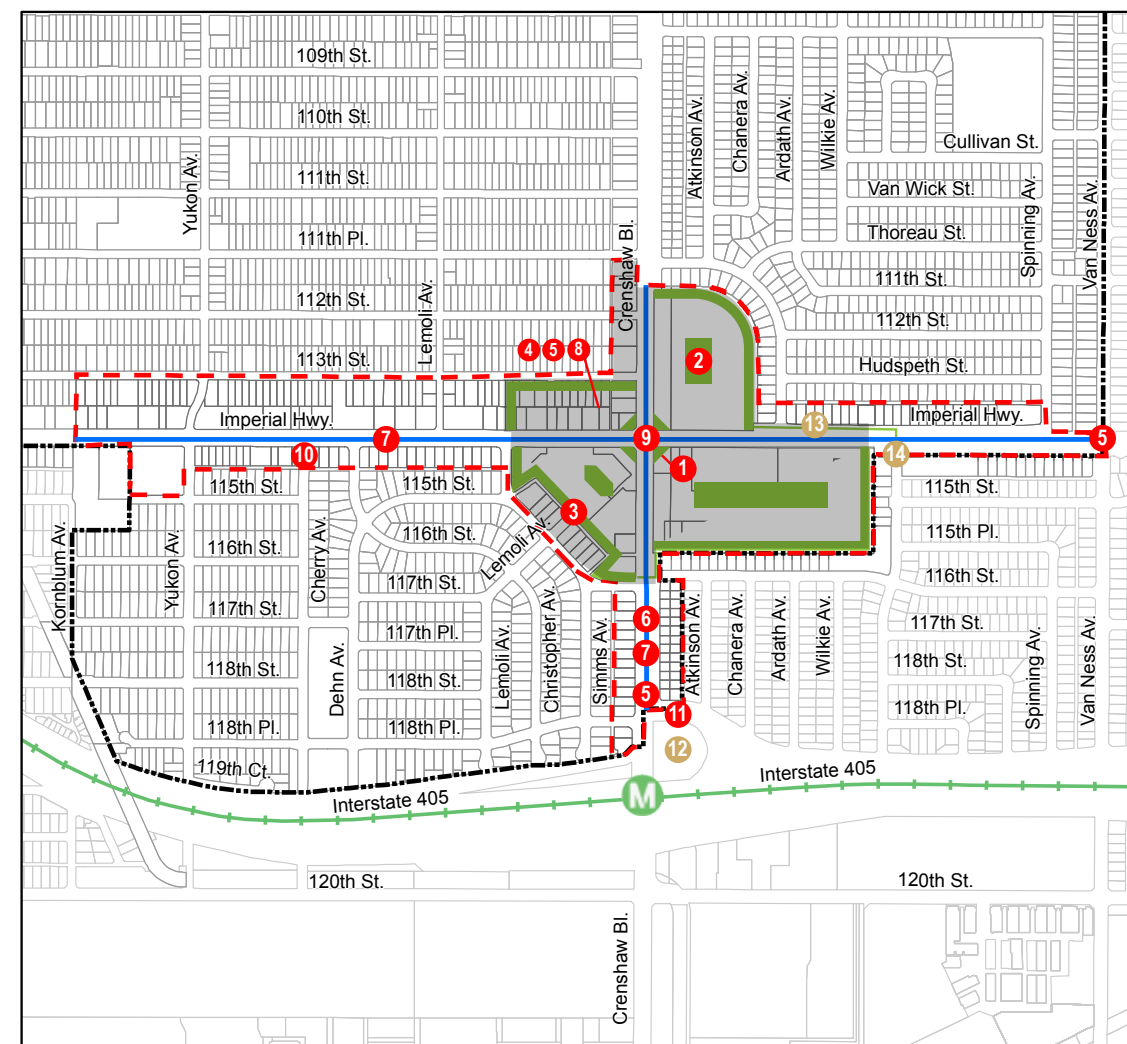 109th St.
110th St.
Cullivan St.
111th St.
Van Wick St.
Yukon Av.
Atkinson Av.
Chanera Av.
Ardath Av.
Wilkie Av.
Spinning Av.
Van Ness Av.
111th Pl.
Thoreau St.
Crenshaw Bl.
111th St.
112th St.
Lemoli Av.
112th St.
113th St.
4 5 8
2
Hudspeth St.
Imperial Hwy.
Imperial Hwy.
13
7
9
5
10
1
14
115th St.
115th St.
115th St.
3
116th St.
116th St.
Lemoli Av.
115th Pl.
Kornblum Av.
Yukon Av.
Cherry Av.
117th St.
116th St.
117th St.
6
117th St.
117th Pl.
7
118th St.
118th St.
118th St.
Dehn Av.
Lemoli Av.
Christopher Av.
Simms Av.
Atkinson Av.
Chanera Av.
Ardath Av.
Wilkie Av.
Spinning Av.
Van Ness Av.
5
118th Pl.
118th Pl.
118th Pl.
11
12
119th Ct.
Interstate 405
Interstate 405
M
120th St.
120th St.
Crenshaw Bl.